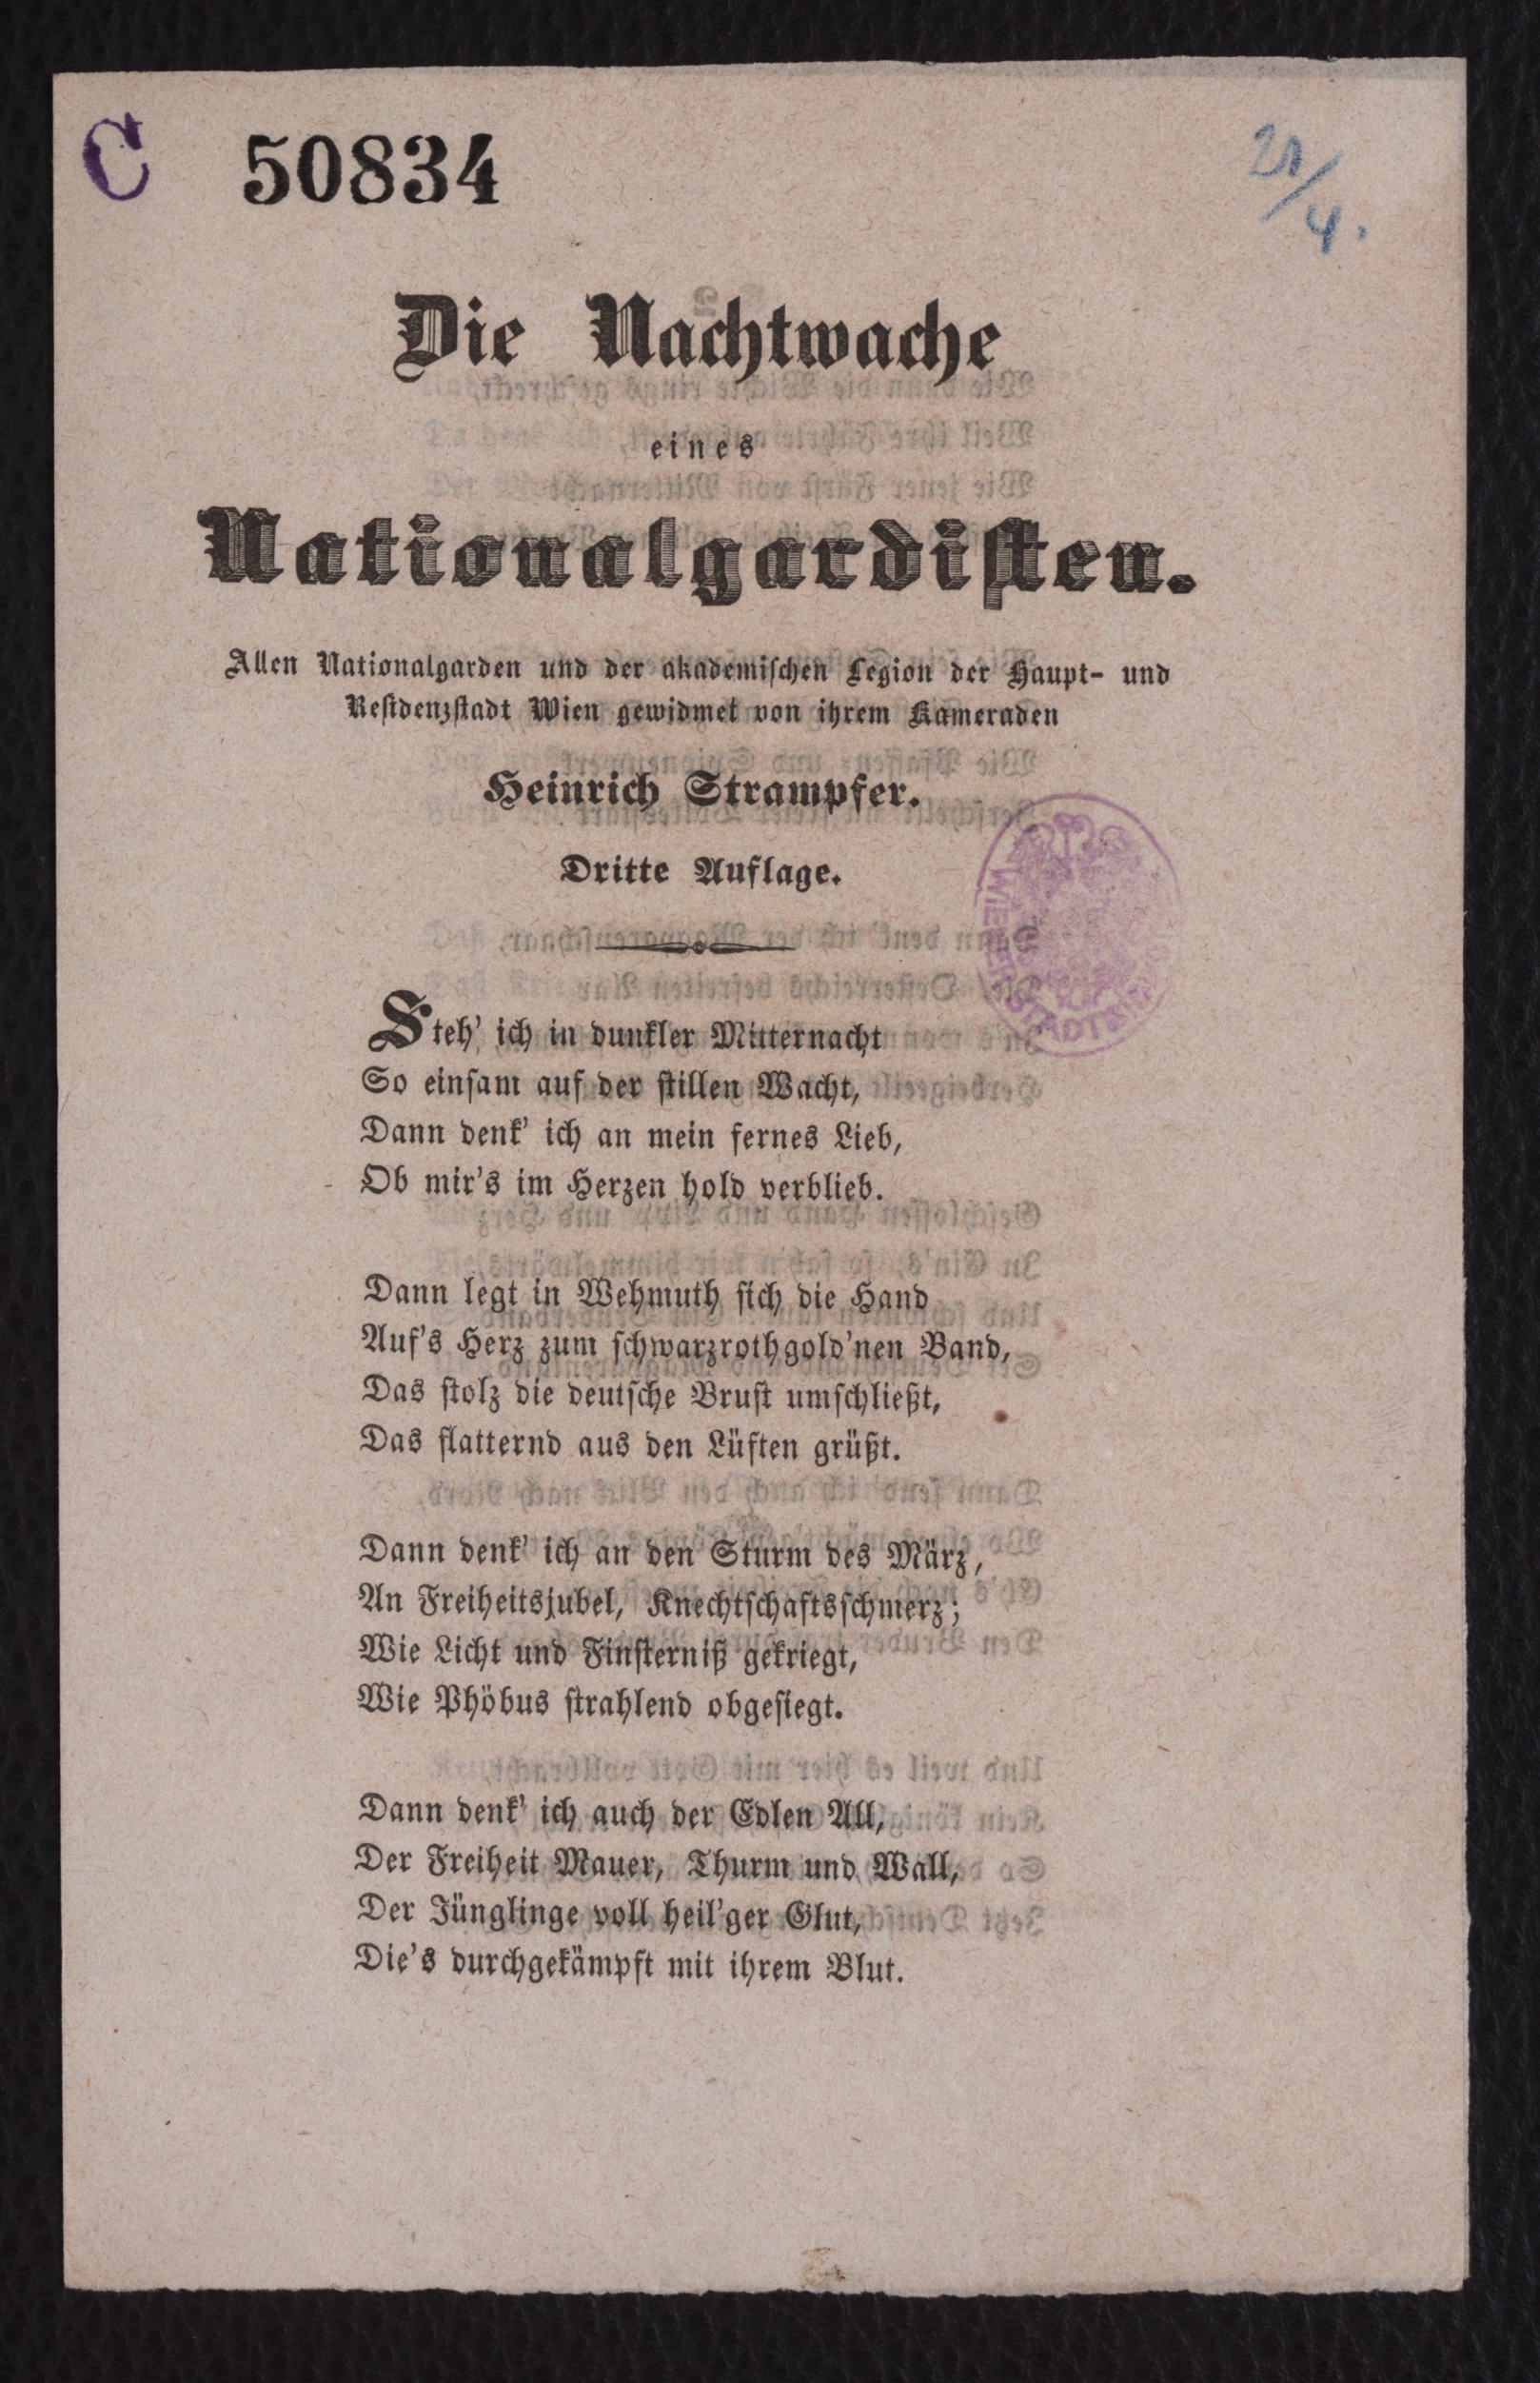 C 50834
21/4.
Die Nachtwache
eines
Nationalgardisten.
Allen Nationalgarden und der akademischen Legion der Haupt- und
Residenzstadt Wien gewidmet von ihrem Kameraden
Heinrich Strampfer.
Dritte Auflage.
Steh' ich in dunkler Mitternacht
So einsam auf der stillen Wacht,
Dann denk' ich an mein fernes Lieb,
Ob mir's im Herzen hold verblieb.
Dann legt in Wehmuth sich die Hand
Auf's Herz zum schwarzrothgold'nen Band,
Das stolz die deutsche Brust umschließt,
Das flatternd aus den Lüften grüßt.
Dann denk' ich an den Sturm des März,
An Freiheitsjubel, Knechtschaftsschmerz;
Wie Licht und Finsterniß gekriegt,
Wie Phöbus strahlend obgesiegt.
Dann denk' ich auch der Edlen All,
Der Freiheit Mauer, Thurm und Wall,
Der Jünglinge voll heil'ger Glut,
Die's durchgekämpft mit ihrem Blut.